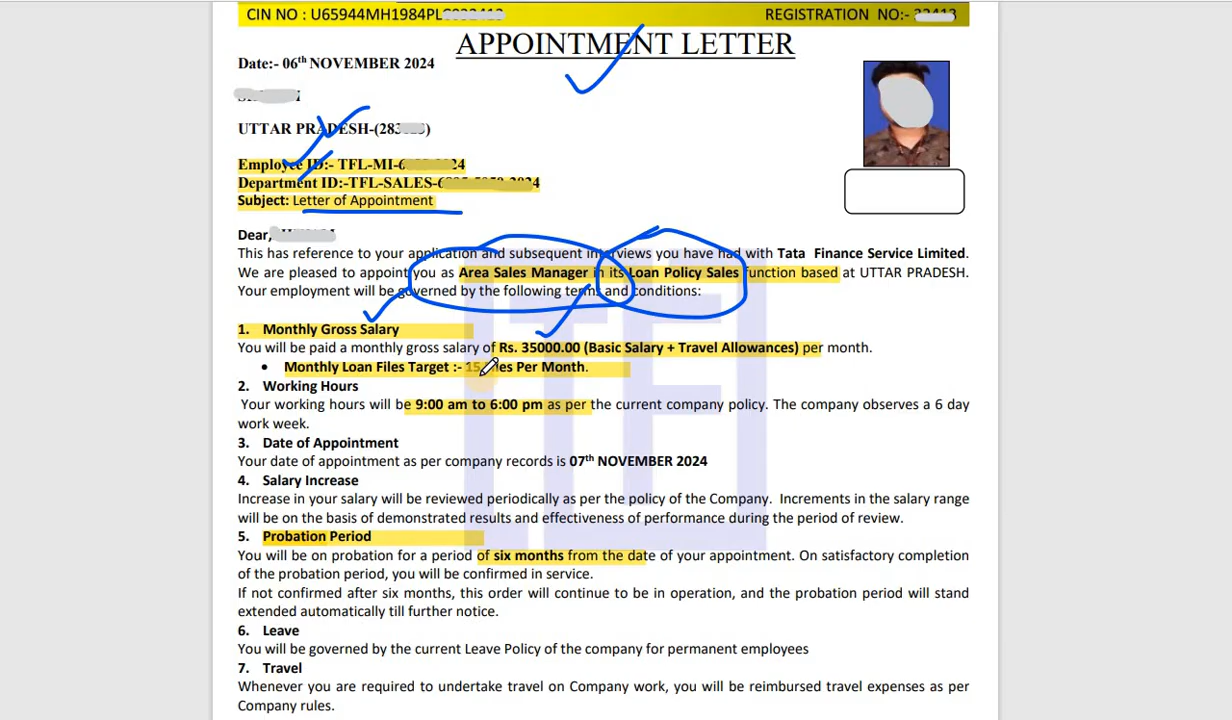 CIN NO : U65944MH1984PL
REGISTRATION NO:-
APPOINTMENT LETTER
Date:- 06th NOVEMBER 2024
UTTAR PRADESH-(283
Employee ID:- TFL-MI-6 24
Department ID:-TFL-SALES-6 2024
Subject: Letter of Appointment
Dear,
This has reference to your application and subsequent interviews you have had with Tata Finance Service Limited.
We are pleased to appoint you as Area Sales Manager in its Loan Policy Sales function based at UTTAR PRADESH.
Your employment will be governed by the following terms and conditions:
1. Monthly Gross Salary
You will be paid a monthly gross salary of Rs. 35000.00 (Basic Salary + Travel Allowances) per month.
• Monthly Loan Files Target :- 15 Files Per Month.
2. Working Hours
Your working hours will be 9:00 am to 6:00 pm as per the current company policy. The company observes a 6 day
work week.
3. Date of Appointment
Your date of appointment as per company records is 07th NOVEMBER 2024
4. Salary Increase
Increase in your salary will be reviewed periodically as per the policy of the Company. Increments in the salary range
will be on the basis of demonstrated results and effectiveness of performance during the period of review.
5. Probation Period
You will be on probation for a period of six months from the date of your appointment. On satisfactory completion
of the probation period, you will be confirmed in service.
If not confirmed after six months, this order will continue to be in operation, and the probation period will stand
extended automatically till further notice.
6. Leave
You will be governed by the current Leave Policy of the company for permanent employees
7. Travel
Whenever you are required to undertake travel on Company work, you will be reimbursed travel expenses as per
Company rules.